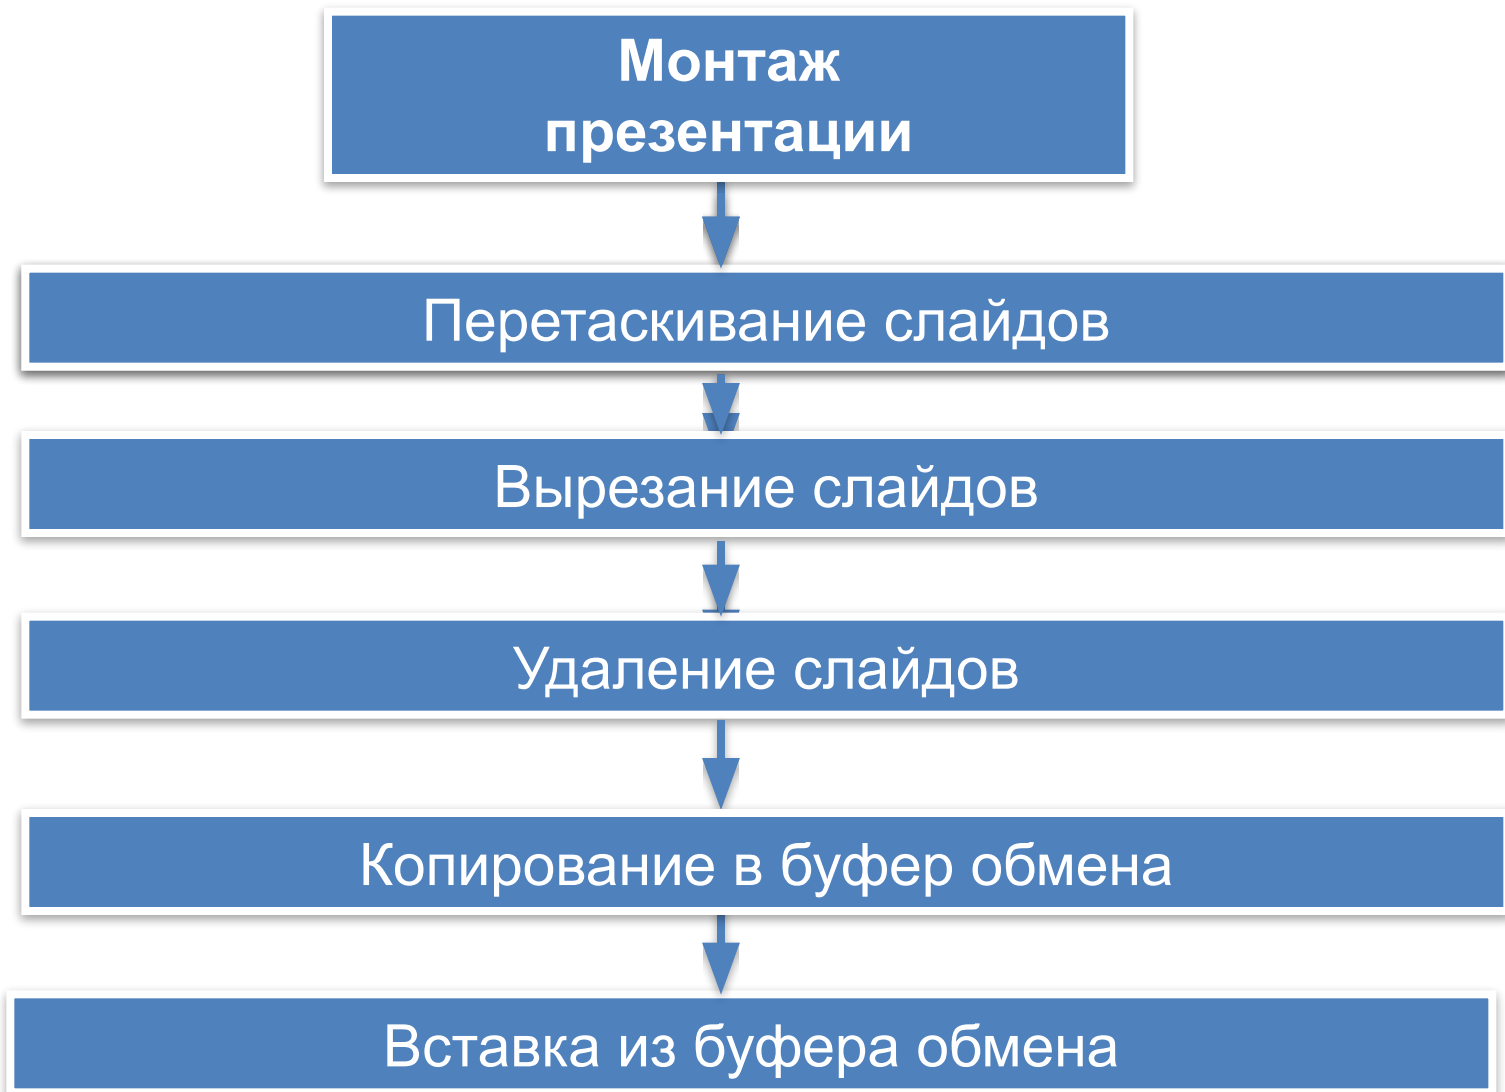 Монтаж
презентации
Перетаскивание слайдов
Вырезание слайдов
Удаление слайдов
Копирование в буфер обмена
Вставка из буфера обмена